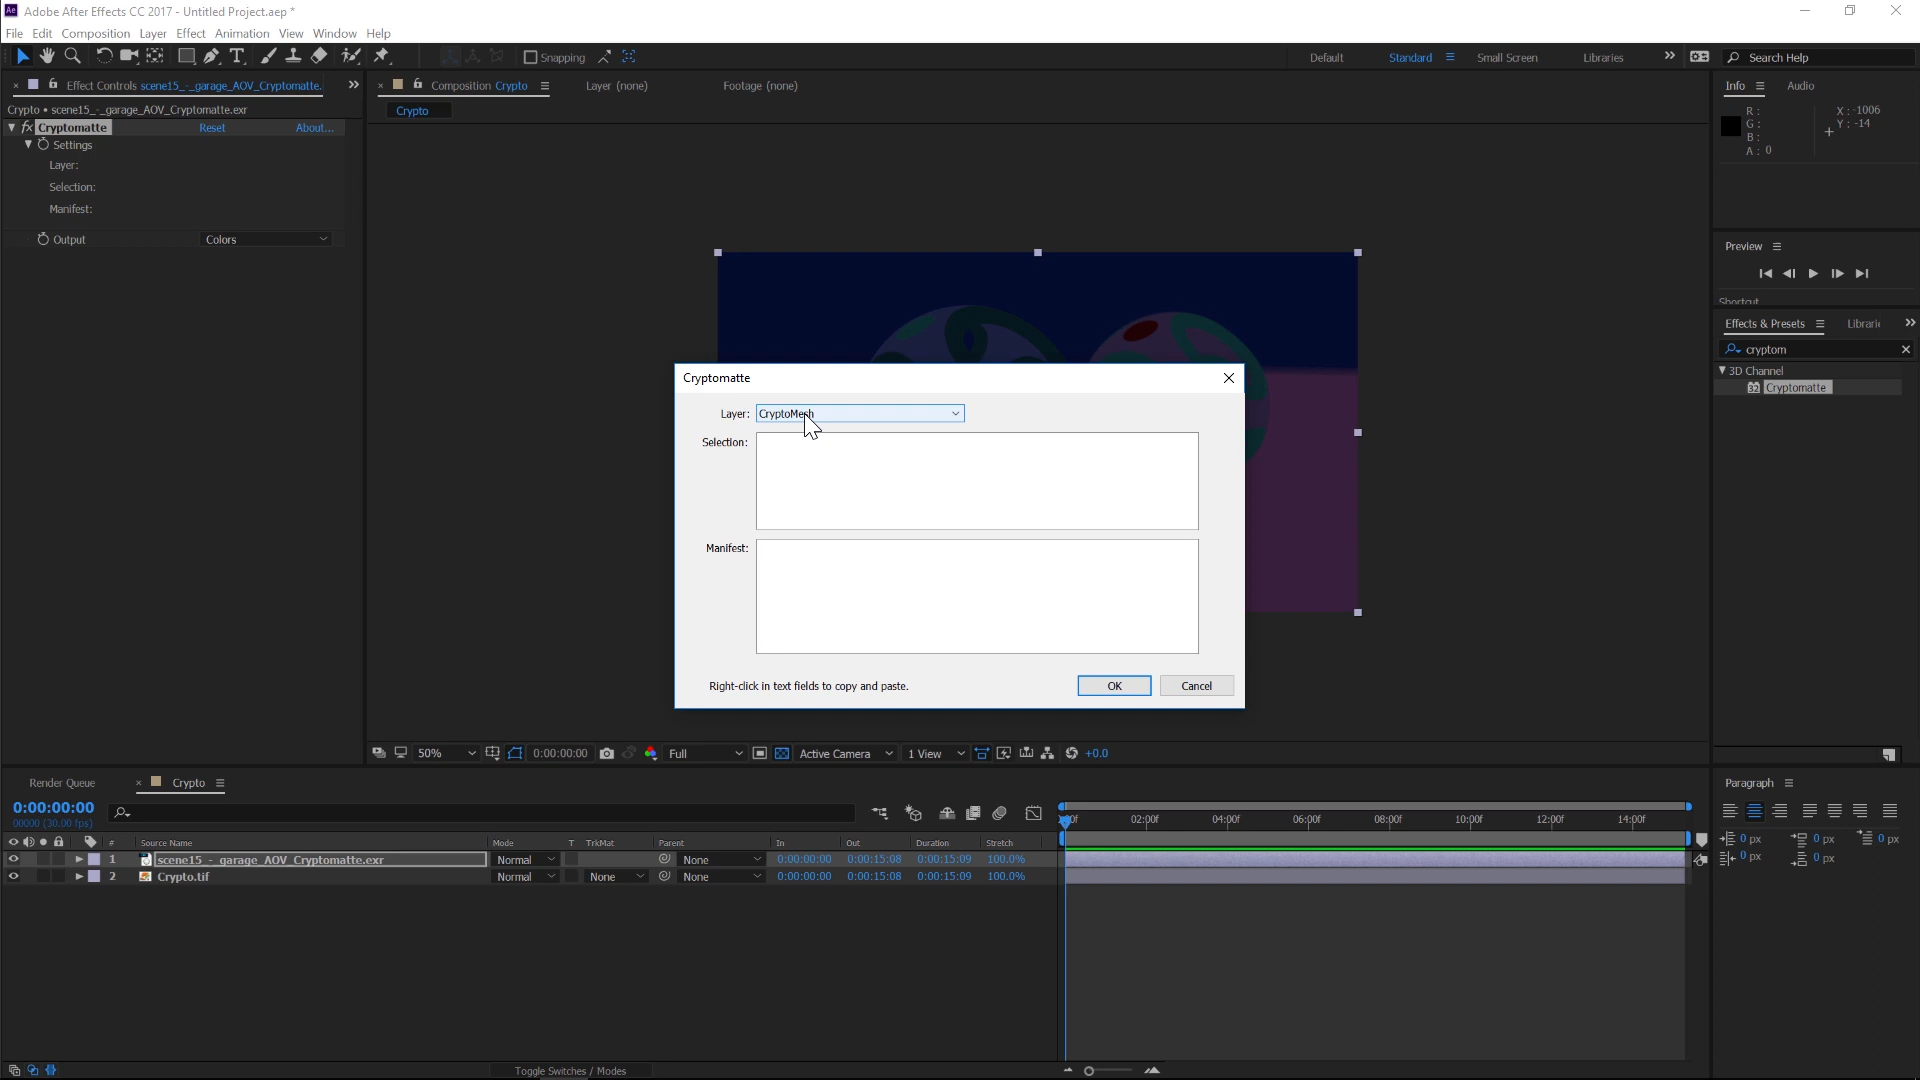 Ae Adobe After Effects CC 2017 - Untitled Project.aep *
File Edit Composition Layer Effect Animation View Window Help
Snapping Default Standard Small Screen Libraries Search Help
Effect Controls scene15_-_garage_AOV_Cryptomatte.
Composition Crypto Layer (none) Footage (none)
Info Audio
Crypto • scene15_-_garage_AOV_Cryptomatte.exr
Crypto
R:
G:
B:
A: 0
X: -1006
Y: -14
fx Cryptomatte Reset About...
Settings
Layer:
Selection:
Manifest:
Output Colors
Preview
Shortcut
Effects & Presets Librari
cryptom
3D Channel
32 Cryptomatte
Cryptomatte
Layer: CryptoMesh
Selection:
Manifest:
Right-click in text fields to copy and paste. OK Cancel
50% 0:00:00:00 Full Active Camera 1 View +0.0
Render Queue Crypto
Paragraph
0:00:00:00
00000 (30.00 fps)
02:00f 04:00f 06:00f 08:00f 10:00f 12:00f 14:00f
# Source Name Mode T TrkMat Parent In Out Duration Stretch
1 scene15_-_garage_AOV_Cryptomatte.exr Normal None 0:00:00:00 0:00:15:08 0:00:15:09 100.0%
2 Crypto.tif Normal None None 0:00:00:00 0:00:15:08 0:00:15:09 100.0%
0 px 0 px 0 px
0 px 0 px
Toggle Switches / Modes